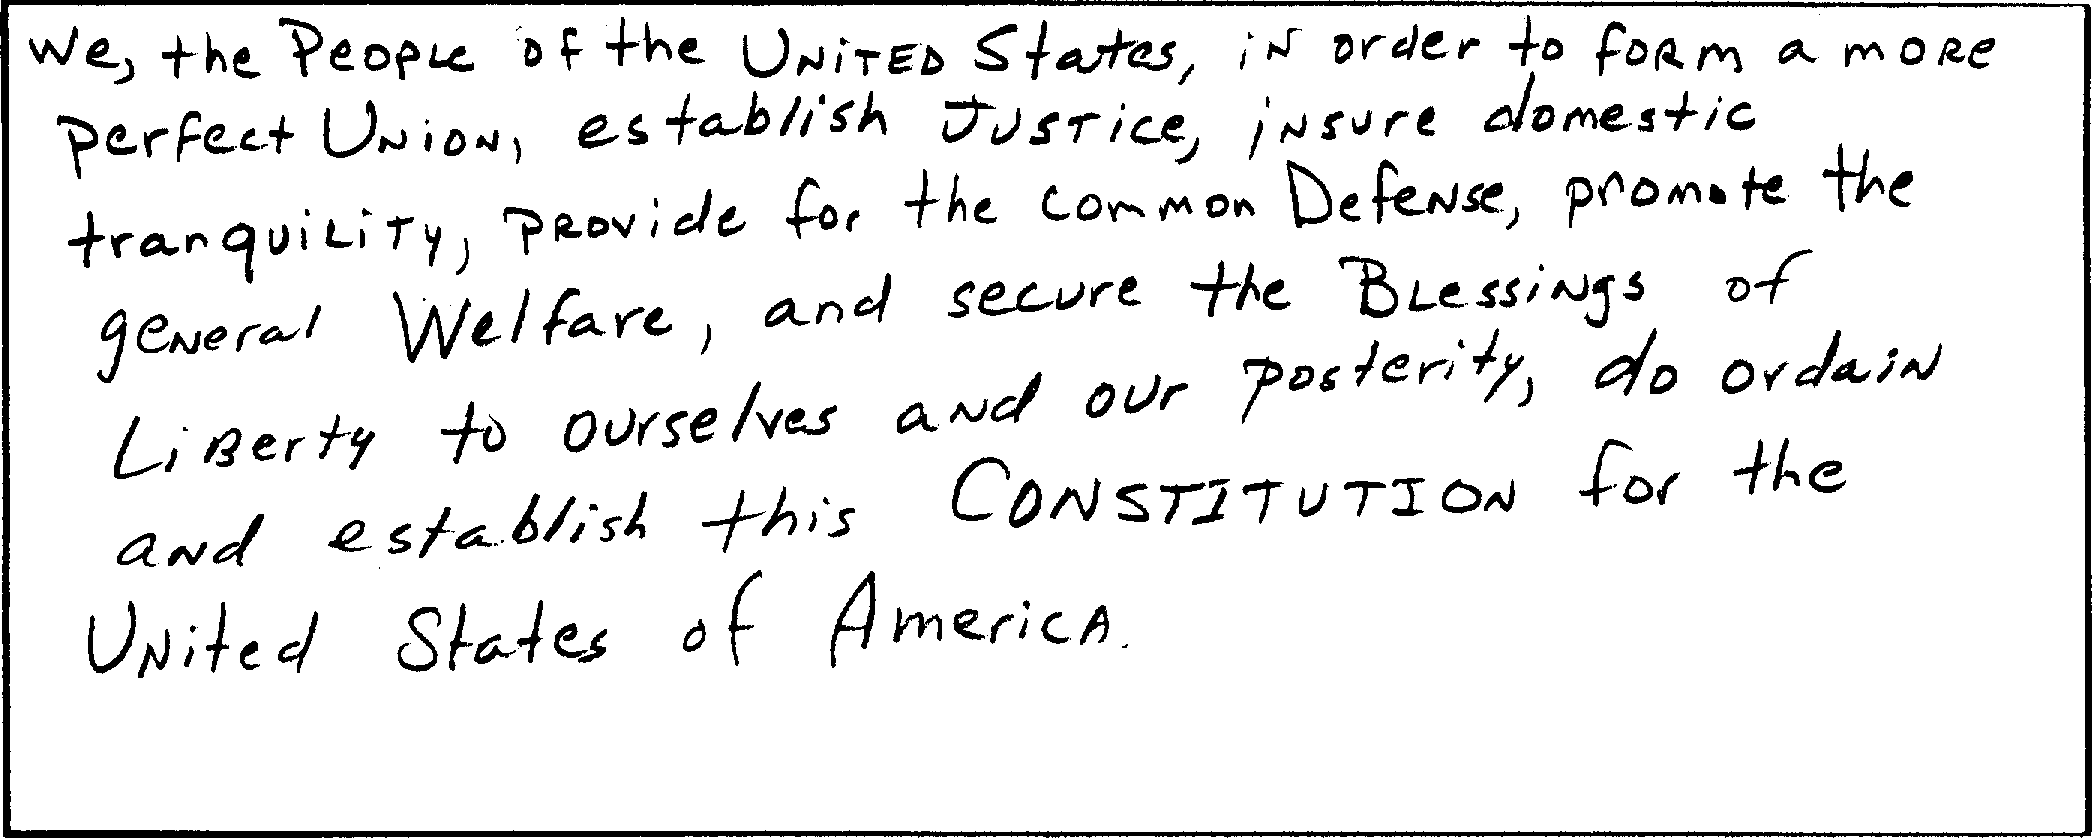 We, the People of the United States, in order to form a more
perfect Union, establish Justice, insure domestic
tranquility, provide for the common Defense, promote the
general Welfare, and secure the Blessings of
Liberty to ourselves and our posterity, do ordain
and establish this CONSTITUTION for the
United States of America.